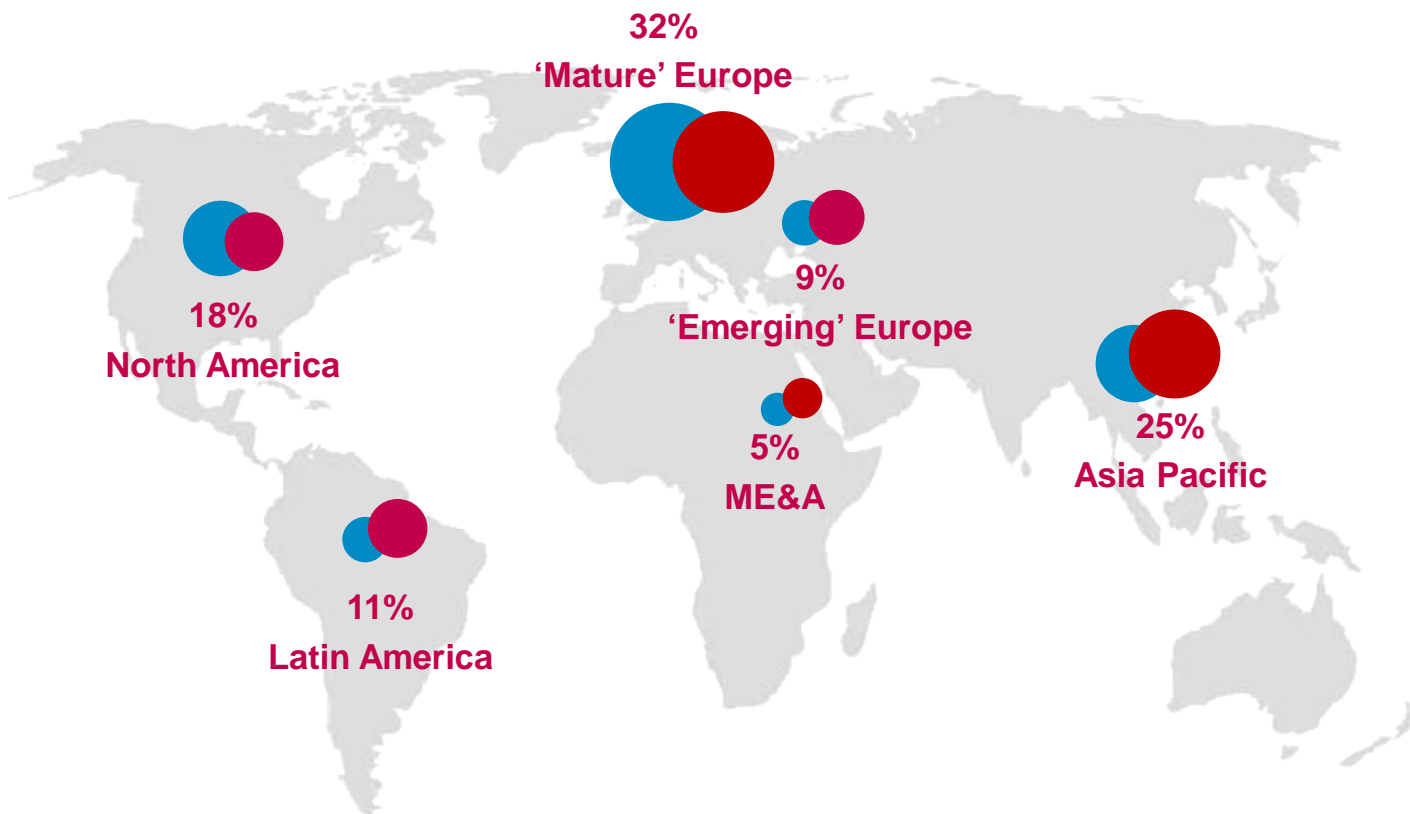 32%
‘Mature’ Europe
18%
North America
9%
‘Emerging’ Europe
5%
ME&A
25%
Asia Pacific
11%
Latin America